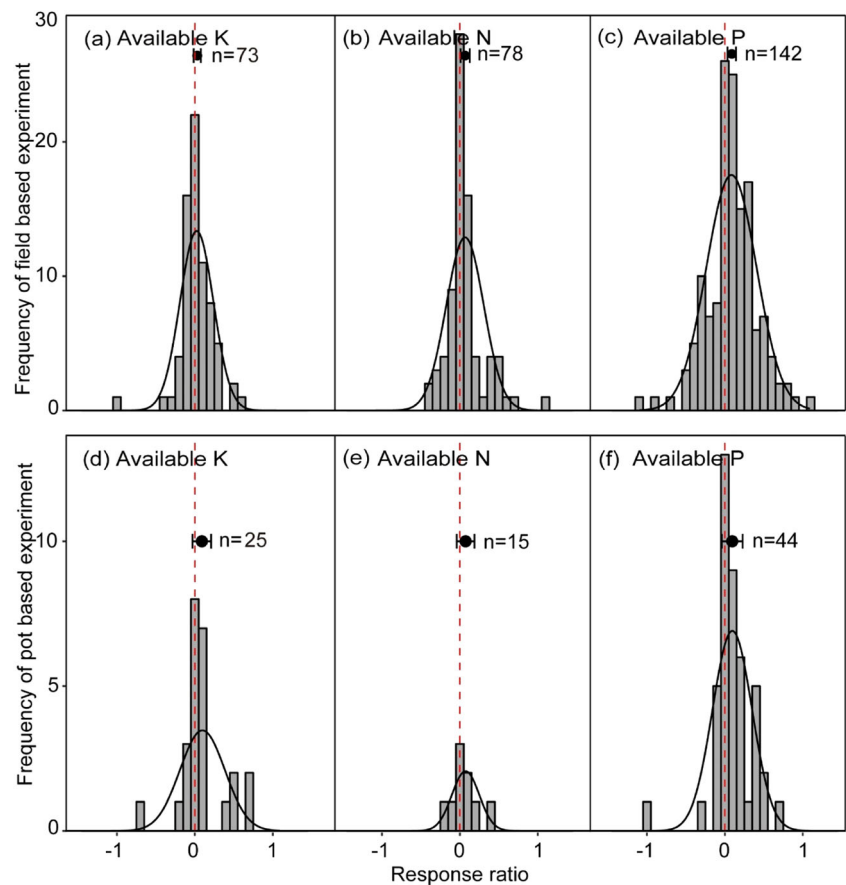 Frequency of field based experiment
30
20
10
0
(a) Available K
n=73
(b) Available N
n=78
(c) Available P
n=142
Frequency of pot based experiment
10
5
0
(d) Available K
n=25
(e) Available N
n=15
(f) Available P
n=44
-1 0 1
-1 0 1
-1 0 1
Response ratio